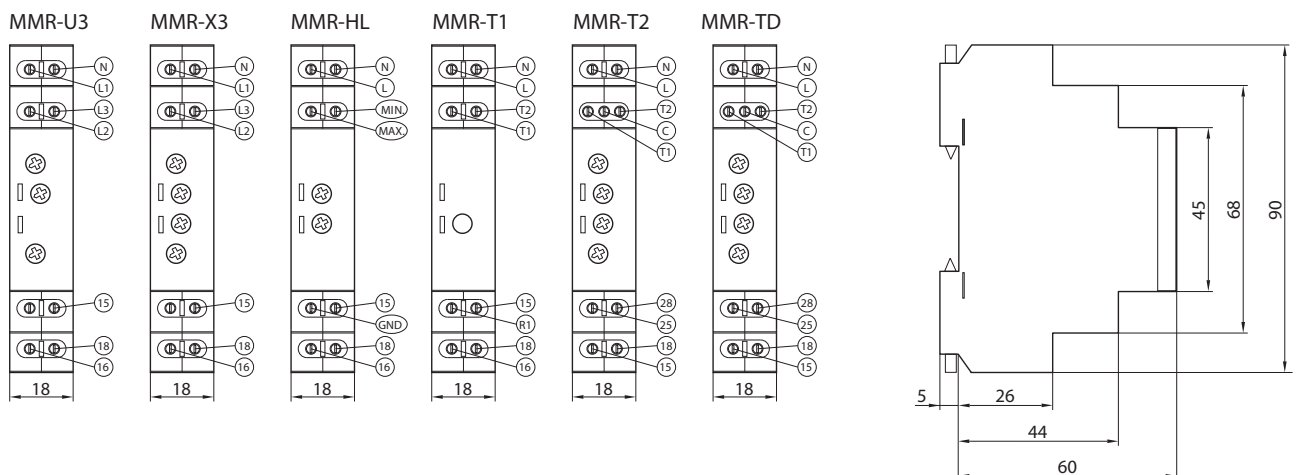 MMR-U3 MMR-X3 MMR-HL MMR-T1 MMR-T2 MMR-TD
N N N N N N
L1 L1 L L L L
L3 L3 MIN. T2 T2 T2
L2 L2 MAX. T1 C C
T1 T1
15 15 15 15 28 28
GND R1 25 25
18 18 18 18 18 18
16 16 16 16 15 15
18 18 18 18 18 18
45 68 90
5 26
44
60